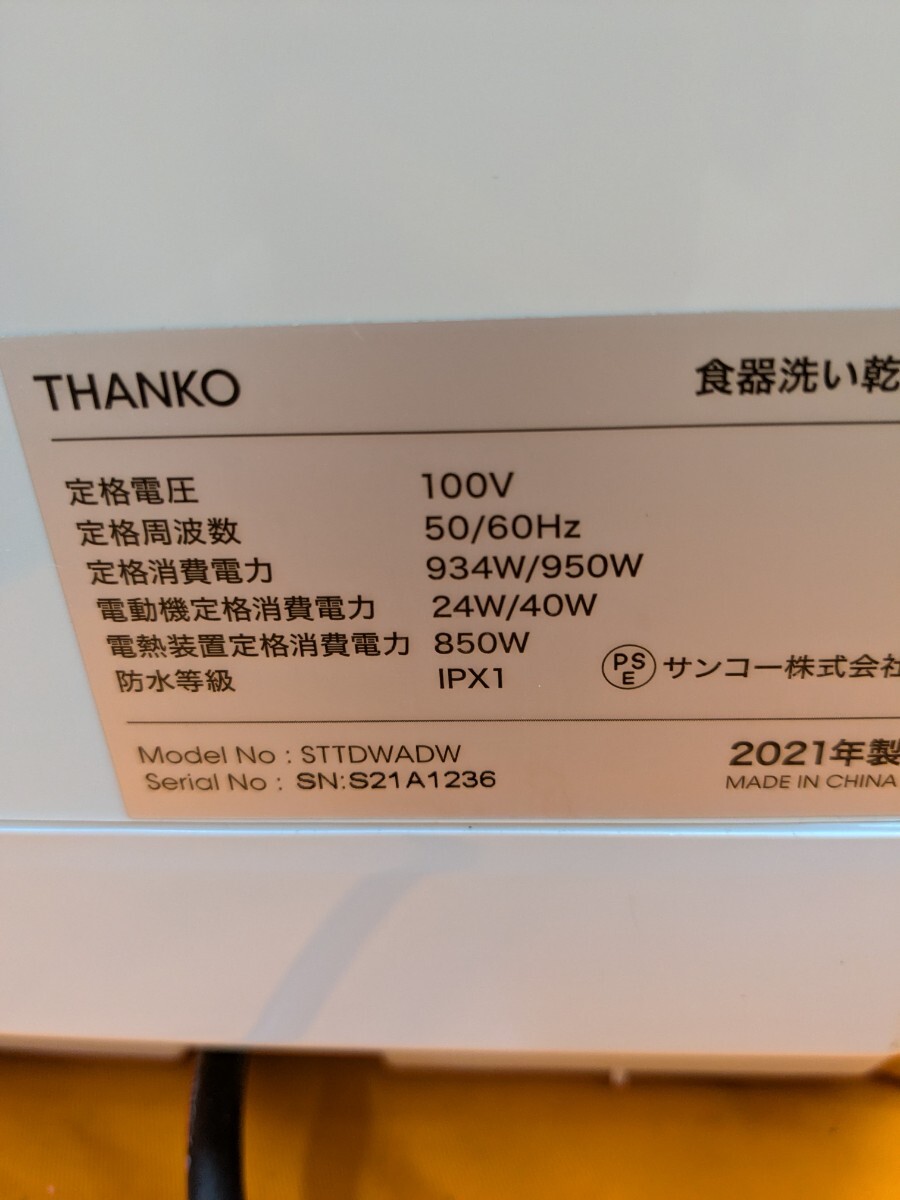 THANKO
食器洗い乾
定格電圧 100V
定格周波数 50/60Hz
定格消費電力 934W/950W
電動機定格消費電力 24W/40W
電熱装置定格消費電力 850W
防水等級 IPX1
PSE サンコー株式会社
Model No : STTDWADW
2021年製
Serial No : SN:S21A1236
MADE IN CHINA